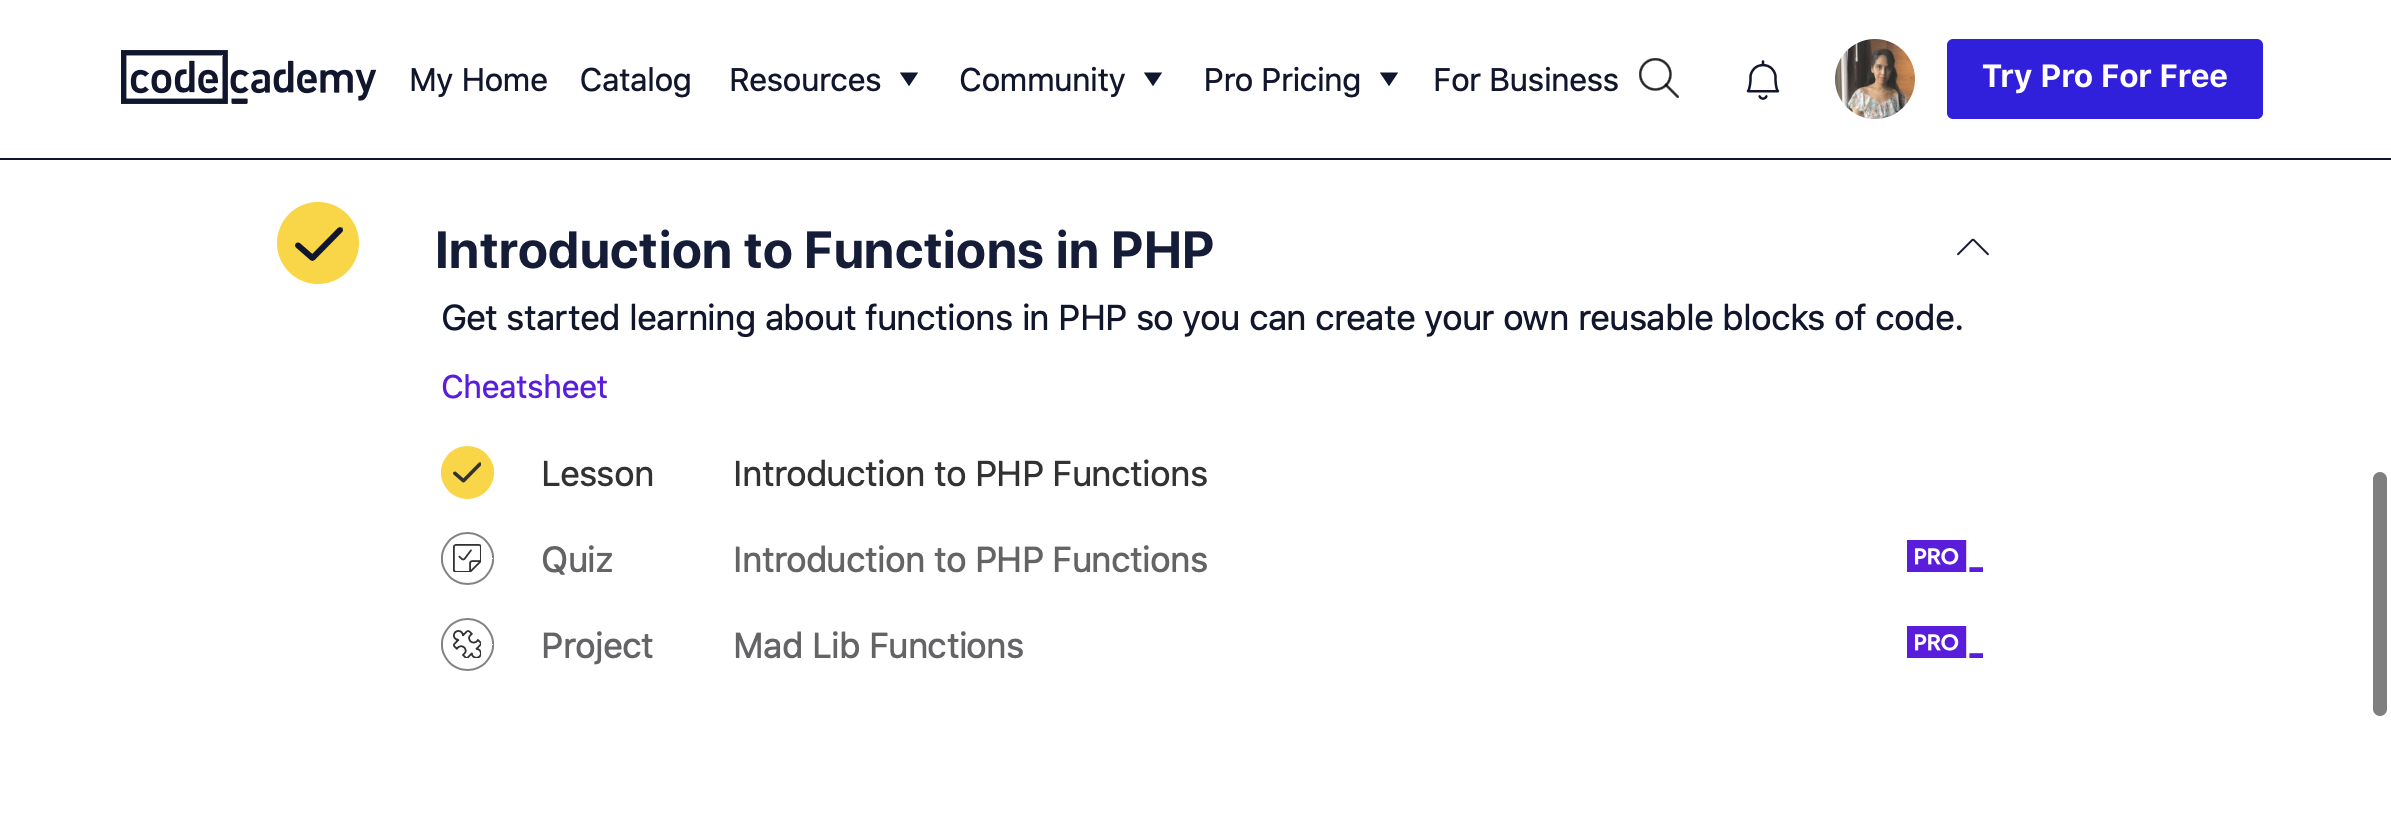 codecademy My Home Catalog Resources Community Pro Pricing For Business Try Pro For Free
Introduction to Functions in PHP
Get started learning about functions in PHP so you can create your own reusable blocks of code.
Cheatsheet
Lesson Introduction to PHP Functions
Quiz Introduction to PHP Functions PRO
Project Mad Lib Functions PRO